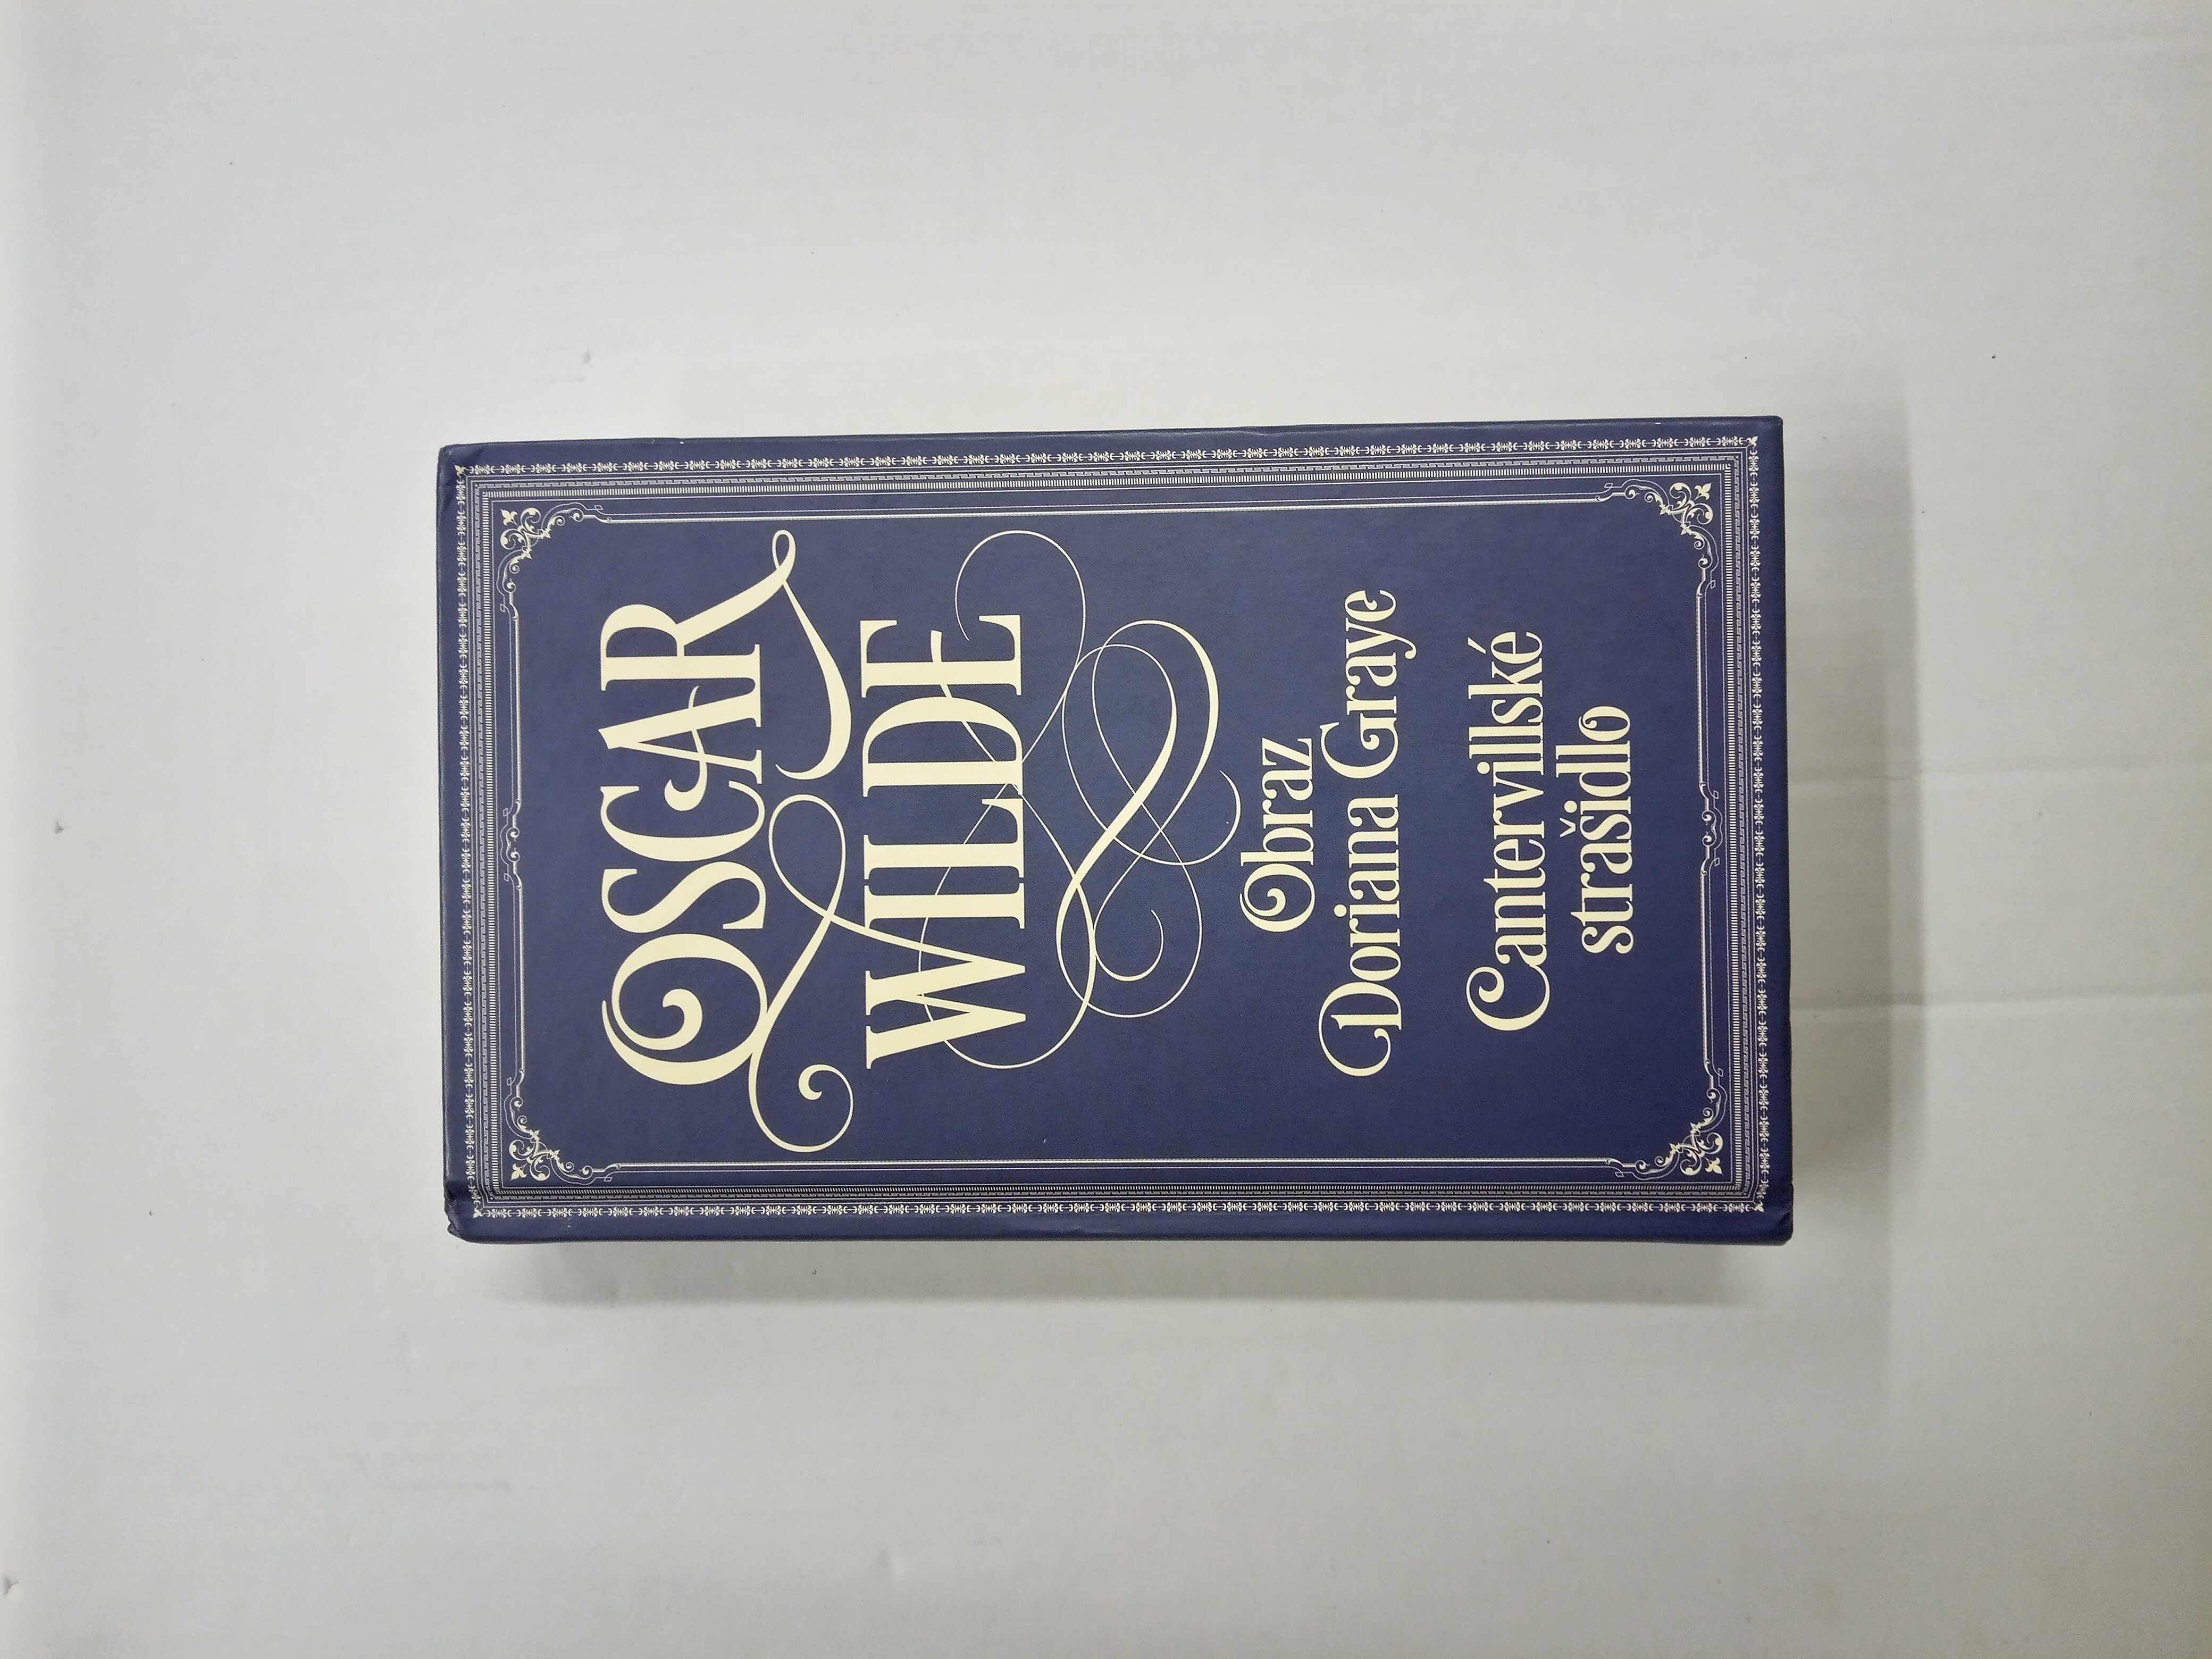 OSCAR
WILDE
Obraz
Doriana Graye
Cantervillské
strašidlo